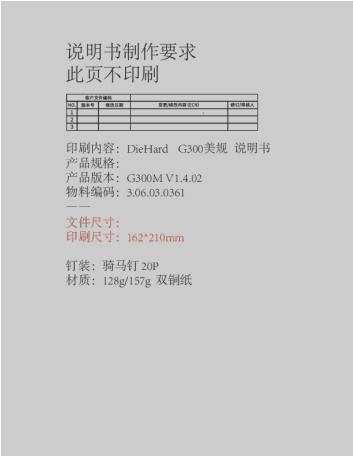 说明书制作要求
此页不印刷
客户文件编码
NO. 版本号 修改日期 变更/修改内容 (ECN) 修订/审核人
1
2
3
印刷内容：DieHard G300美规 说明书
产品规格：
产品版本：G300M V1.4.02
物料编码：3.06.03.0361
——
文件尺寸：
印刷尺寸：162*210mm
钉装：骑马钉 20P
材质：128g/157g 双铜纸